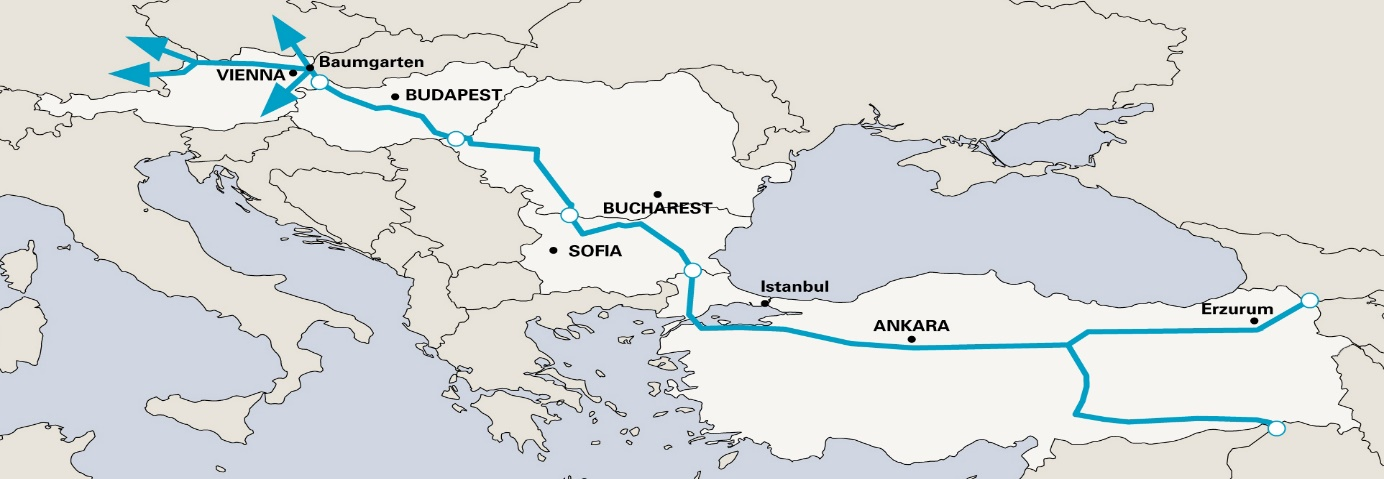 Baumgarten
VIENNA
BUDAPEST
BUCHAREST
SOFIA
Istanbul
Erzurum
ANKARA